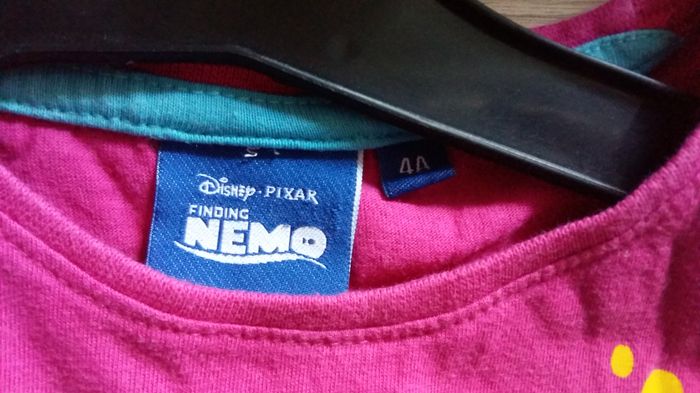 Disney · PIXAR
FINDING
NEMO
4A